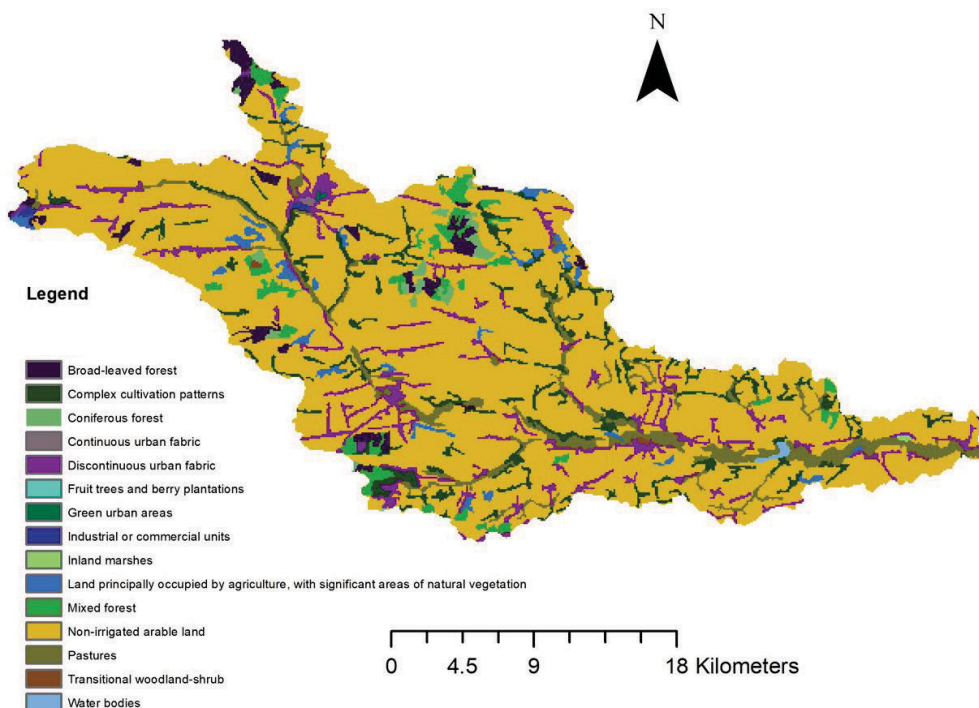 N
Legend
Broad-leaved forest
Complex cultivation patterns
Coniferous forest
Continuous urban fabric
Discontinuous urban fabric
Fruit trees and berry plantations
Green urban areas
Industrial or commercial units
Inland marshes
Land principally occupied by agriculture, with significant areas of natural vegetation
Mixed forest
Non-irrigated arable land
Pastures
Transitional woodland-shrub
Water bodies
0 4.5 9 18 Kilometers